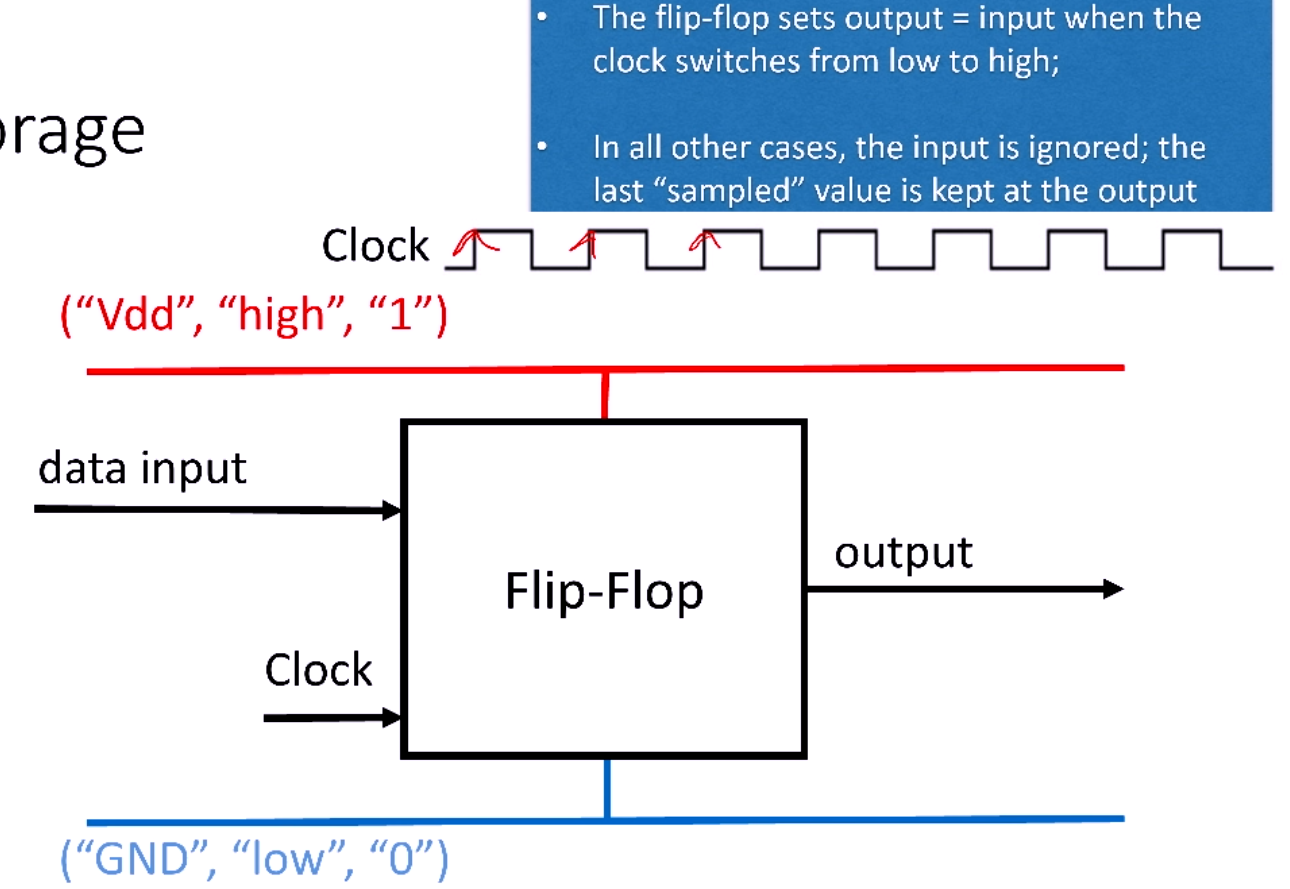 • The flip-flop sets output = input when the
clock switches from low to high;
• In all other cases, the input is ignored; the
last “sampled” value is kept at the output
orage
Clock
(“Vdd”, “high”, “1”)
data input
Flip-Flop
output
Clock
(“GND”, “low”, “0”)